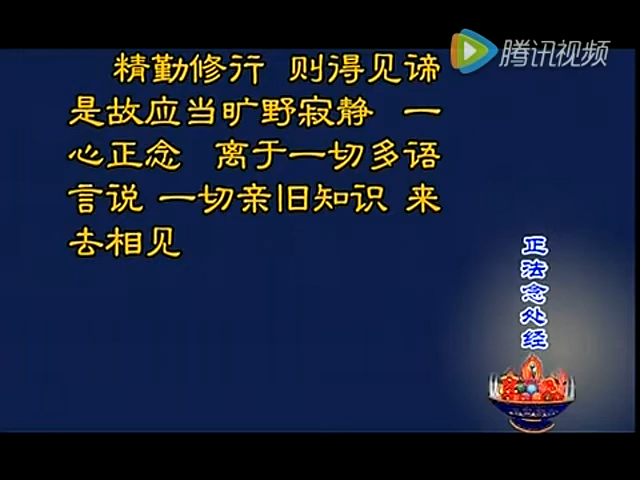 腾讯视频
精勤修行 则得见谛
是故应当旷野寂静 一
心正念 离于一切多语
言说 一切亲旧知识 来
去相见
正法念处经